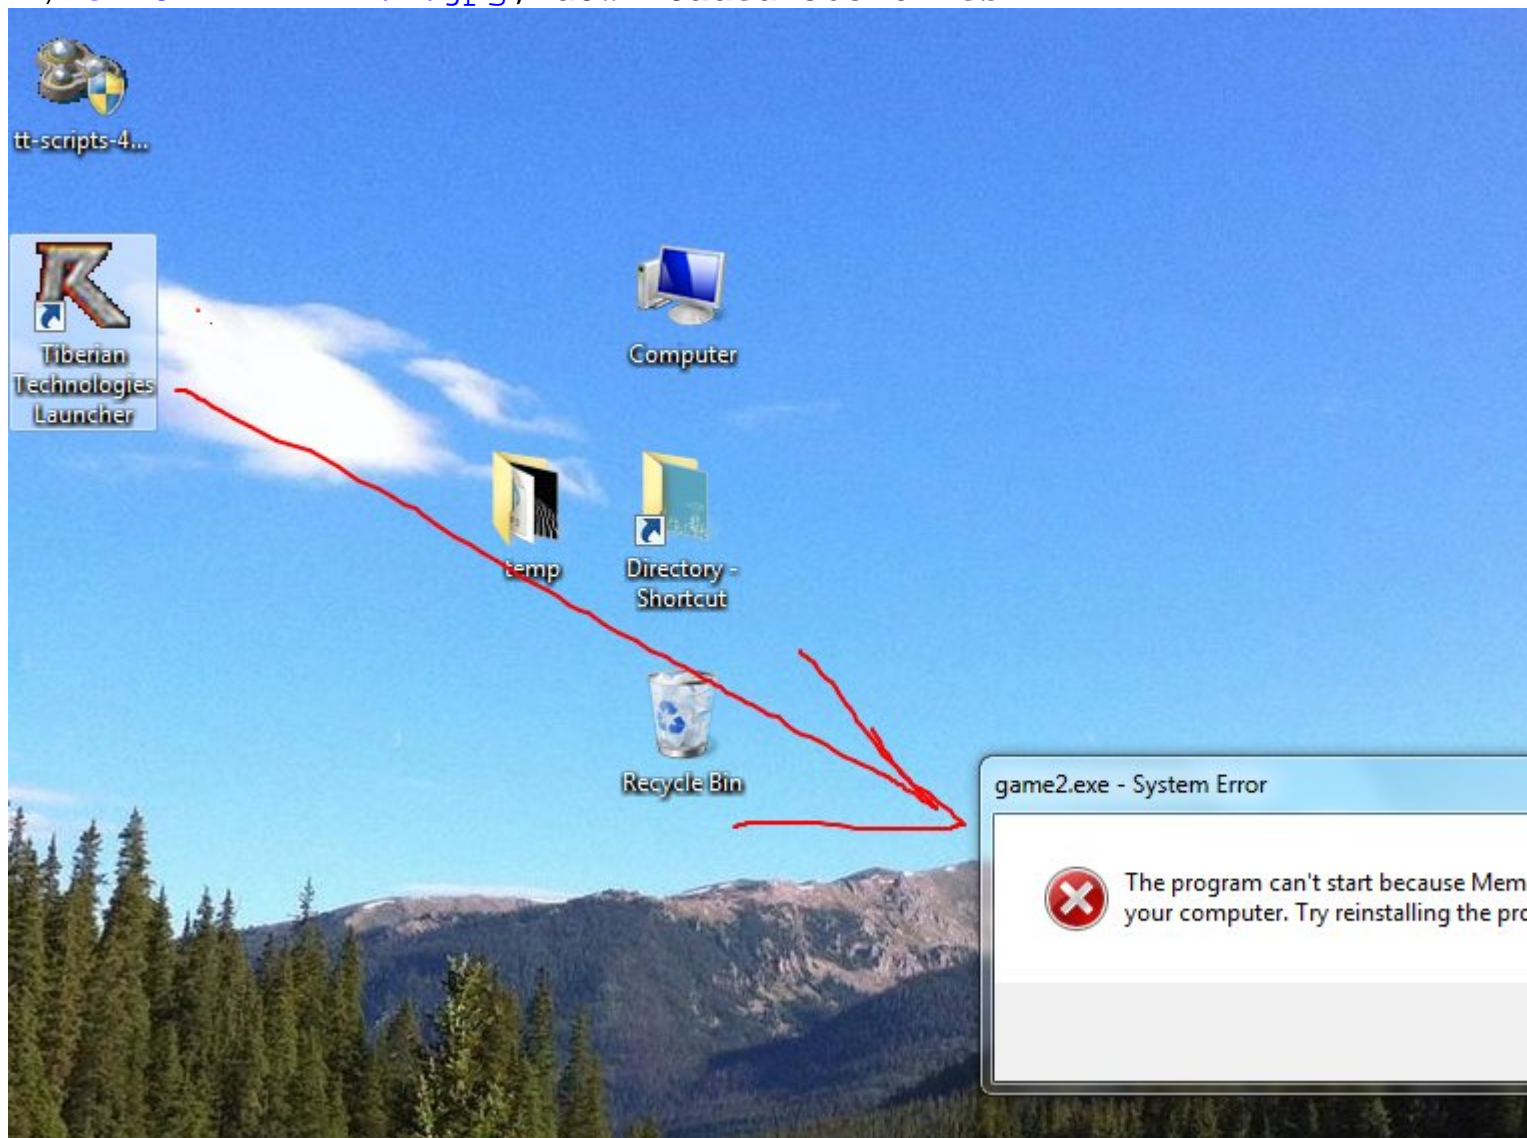 tt-scripts-4...
Tiberian
Technologies
Launcher
Computer
temp
Directory -
Shortcut
Recycle Bin
game2.exe - System Error
The program can't start because Mem
your computer. Try reinstalling the pro